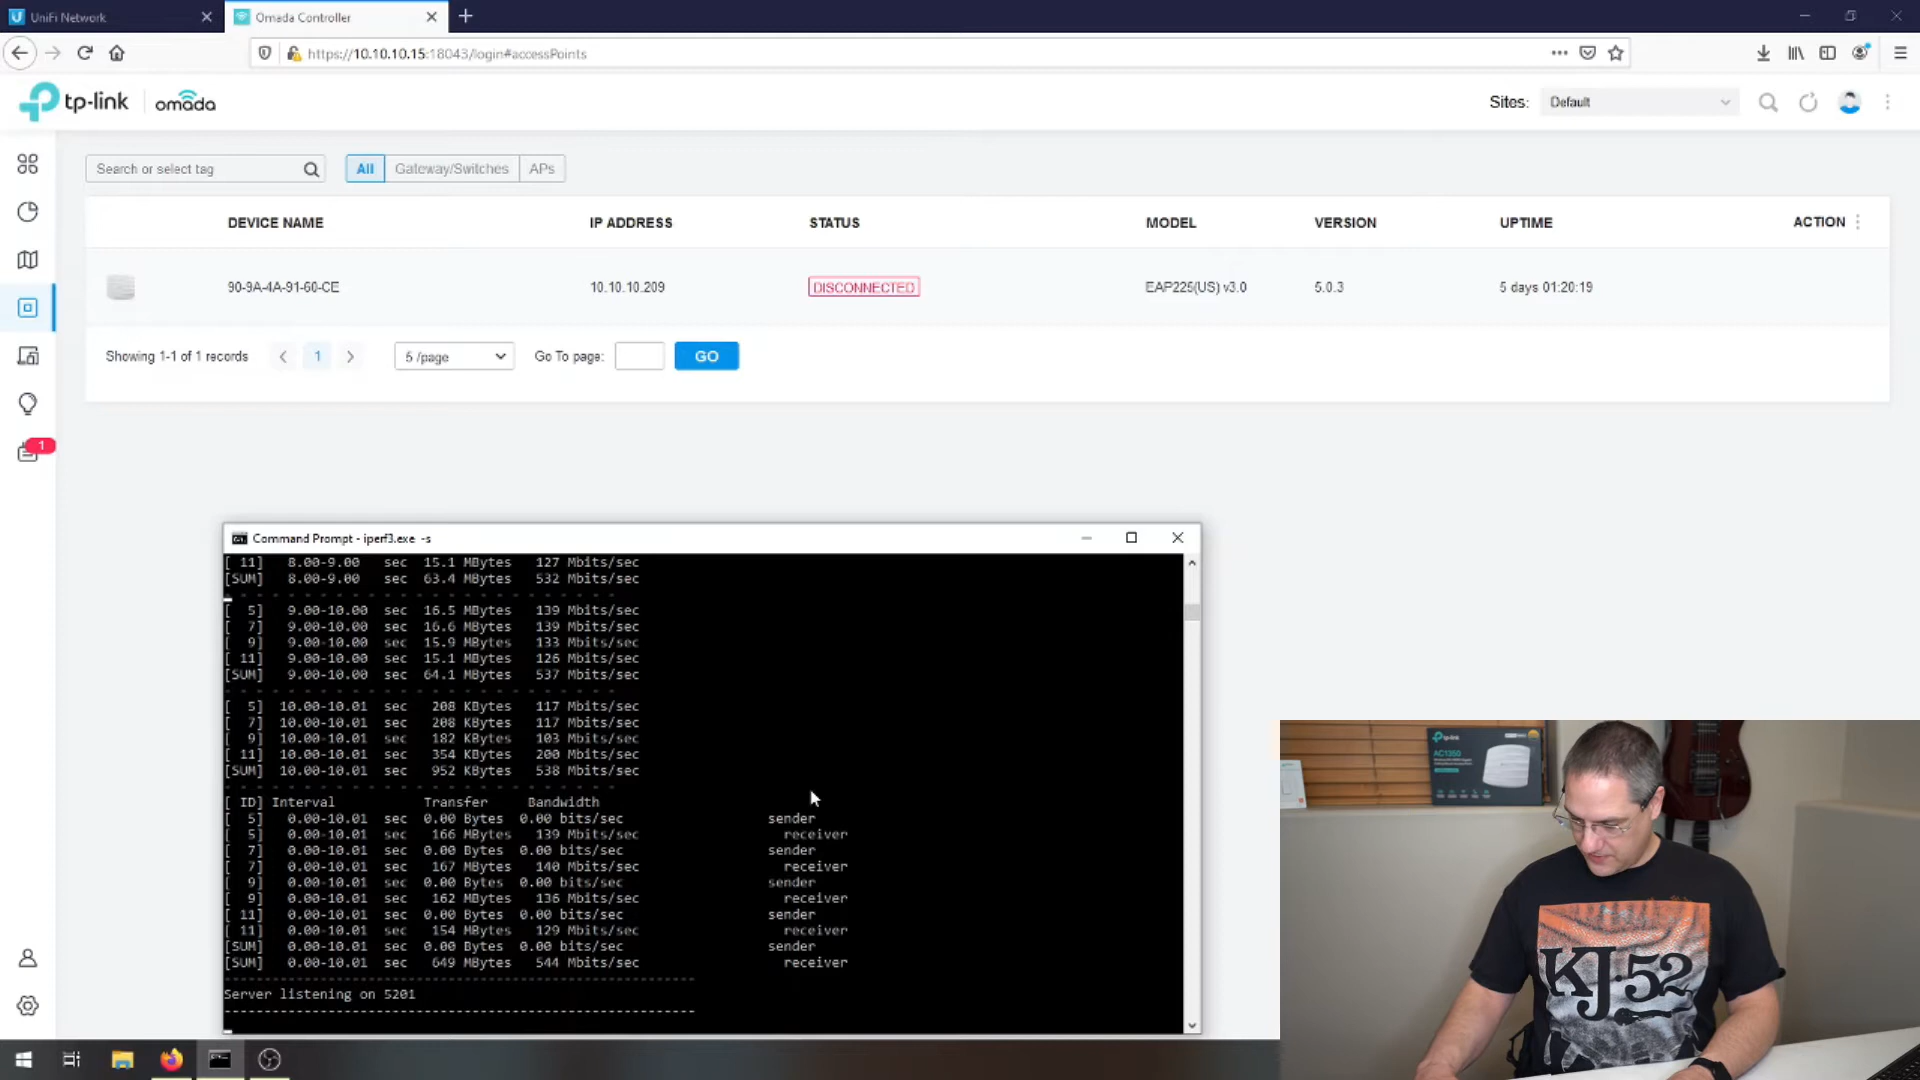 UniFi Network
Omada Controller
https://10.10.10.15:18043/login#accessPoints
tp-link
omada
Sites:
Default
Search or select tag
All
Gateway/Switches
APs
DEVICE NAME
IP ADDRESS
STATUS
MODEL
VERSION
UPTIME
ACTION
90-9A-4A-91-60-CE
10.10.10.209
DISCONNECTED
EAP225(US) v3.0
5.0.3
5 days 01:20:19
Showing 1-1 of 1 records
1
5 /page
Go To page:
GO
1
Command Prompt - iperf3.exe -s
[ 11] 8.00-9.00 sec 15.1 MBytes 127 Mbits/sec
[SUM] 8.00-9.00 sec 63.4 MBytes 532 Mbits/sec
- - - - - - - - - - - - - - - - - - - - - - - - -
[ 5] 9.00-10.00 sec 16.5 MBytes 139 Mbits/sec
[ 7] 9.00-10.00 sec 16.6 MBytes 139 Mbits/sec
[ 9] 9.00-10.00 sec 15.9 MBytes 133 Mbits/sec
[ 11] 9.00-10.00 sec 15.1 MBytes 126 Mbits/sec
[SUM] 9.00-10.00 sec 64.1 MBytes 537 Mbits/sec
- - - - - - - - - - - - - - - - - - - - - - - - -
[ 5] 10.00-10.01 sec 208 KBytes 117 Mbits/sec
[ 7] 10.00-10.01 sec 208 KBytes 117 Mbits/sec
[ 9] 10.00-10.01 sec 182 KBytes 103 Mbits/sec
[ 11] 10.00-10.01 sec 354 KBytes 200 Mbits/sec
[SUM] 10.00-10.01 sec 952 KBytes 538 Mbits/sec
- - - - - - - - - - - - - - - - - - - - - - - - -
[ ID] Interval Transfer Bandwidth
[ 5] 0.00-10.01 sec 0.00 Bytes 0.00 bits/sec sender
[ 5] 0.00-10.01 sec 166 MBytes 139 Mbits/sec receiver
[ 7] 0.00-10.01 sec 0.00 Bytes 0.00 bits/sec sender
[ 7] 0.00-10.01 sec 167 MBytes 140 Mbits/sec receiver
[ 9] 0.00-10.01 sec 0.00 Bytes 0.00 bits/sec sender
[ 9] 0.00-10.01 sec 162 MBytes 136 Mbits/sec receiver
[ 11] 0.00-10.01 sec 0.00 Bytes 0.00 bits/sec sender
[ 11] 0.00-10.01 sec 154 MBytes 129 Mbits/sec receiver
[SUM] 0.00-10.01 sec 0.00 Bytes 0.00 bits/sec sender
[SUM] 0.00-10.01 sec 649 MBytes 544 Mbits/sec receiver
-----------------------------------------------------------
Server listening on 5201
-----------------------------------------------------------
tp-link
AC1350
KJ-52